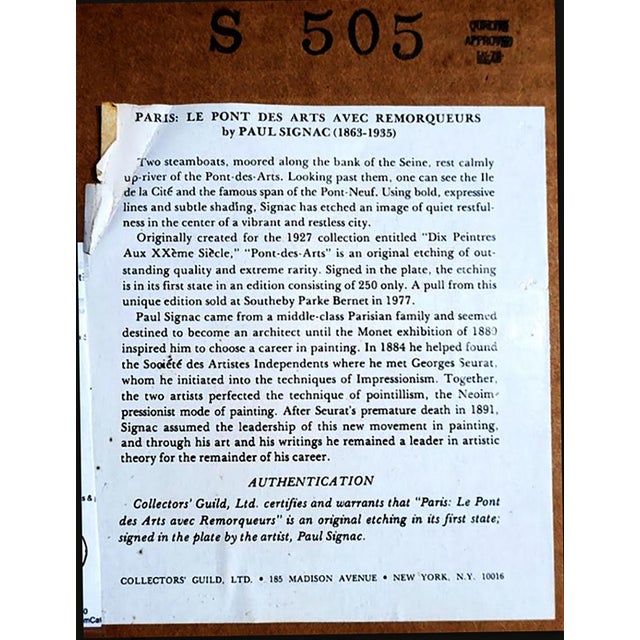 S 505
APPROVED
PARIS: LE PONT DES ARTS AVEC REMORQUEURS
by PAUL SIGNAC (1863-1935)
Two steamboats, moored along the bank of the Seine, rest calmly
up-river of the Pont-des-Arts. Looking past them, one can see the Ile
de la Cité and the famous span of the Pont-Neuf. Using bold, expressive
lines and subtle shading, Signac has etched an image of quiet restful-
ness in the center of a vibrant and restless city.
Originally created for the 1927 collection entitled "Dix Peintres
Aux XXème Siècle," "Pont-des-Arts" is an original etching of out-
standing quality and extreme rarity. Signed in the plate, the etching
is in its first state in an edition consisting of 250 only. A pull from this
unique edition sold at Southeby Parke Bernet in 1977.
Paul Signac came from a middle-class Parisian family and seemed
destined to become an architect until the Monet exhibition of 1880
inspired him to choose a career in painting. In 1884 he helped found
the Société des Artistes Independents where he met Georges Seurat,
whom he initiated into the techniques of Impressionism. Together,
the two artists perfected the technique of pointillism, the Neoim-
pressionist mode of painting. After Seurat's premature death in 1891,
Signac assumed the leadership of this new movement in painting,
and through his art and his writings he remained a leader in artistic
theory for the remainder of his career.
AUTHENTICATION
Collectors' Guild, Ltd. certifies and warrants that "Paris: Le Pont
des Arts avec Remorqueurs" is an original etching in its first state;
signed in the plate by the artist, Paul Signac.
COLLECTORS' GUILD, LTD. • 185 MADISON AVENUE • NEW YORK, N.Y. 10016